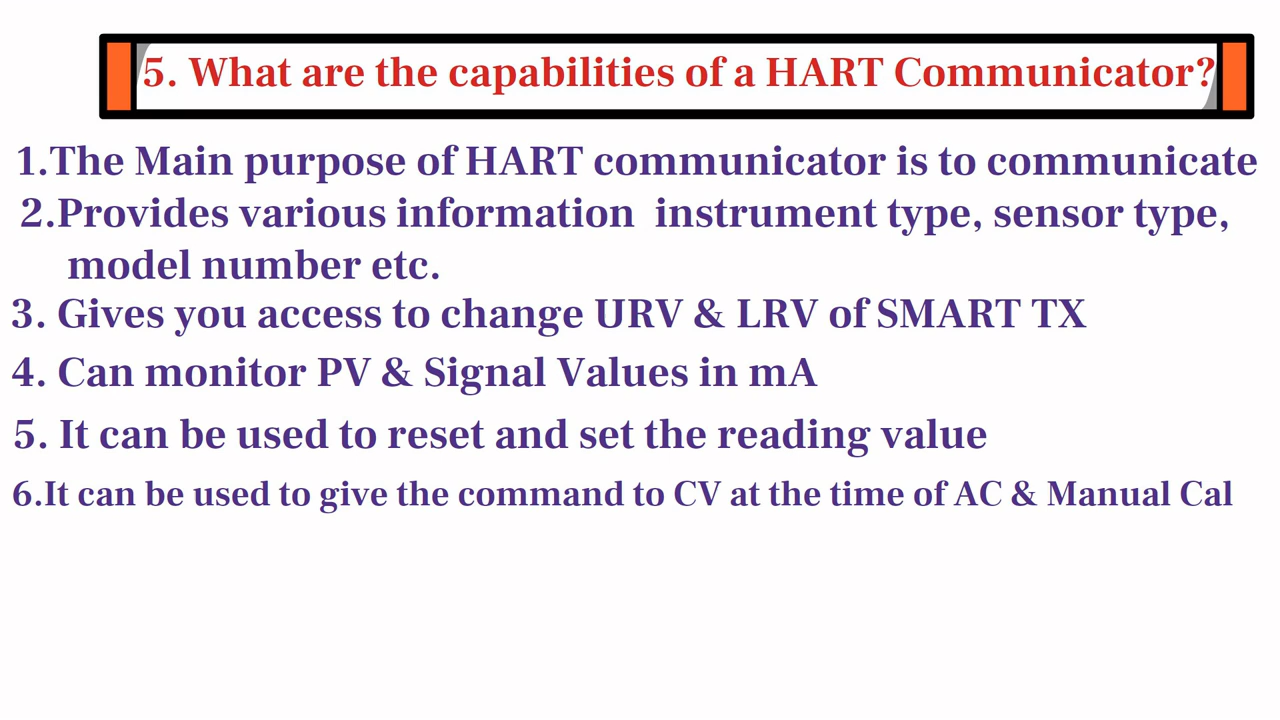 5. What are the capabilities of a HART Communicator?
1.The Main purpose of HART communicator is to communicate
2.Provides various information instrument type, sensor type,
model number etc.
3. Gives you access to change URV & LRV of SMART TX
4. Can monitor PV & Signal Values in mA
5. It can be used to reset and set the reading value
6.It can be used to give the command to CV at the time of AC & Manual Cal